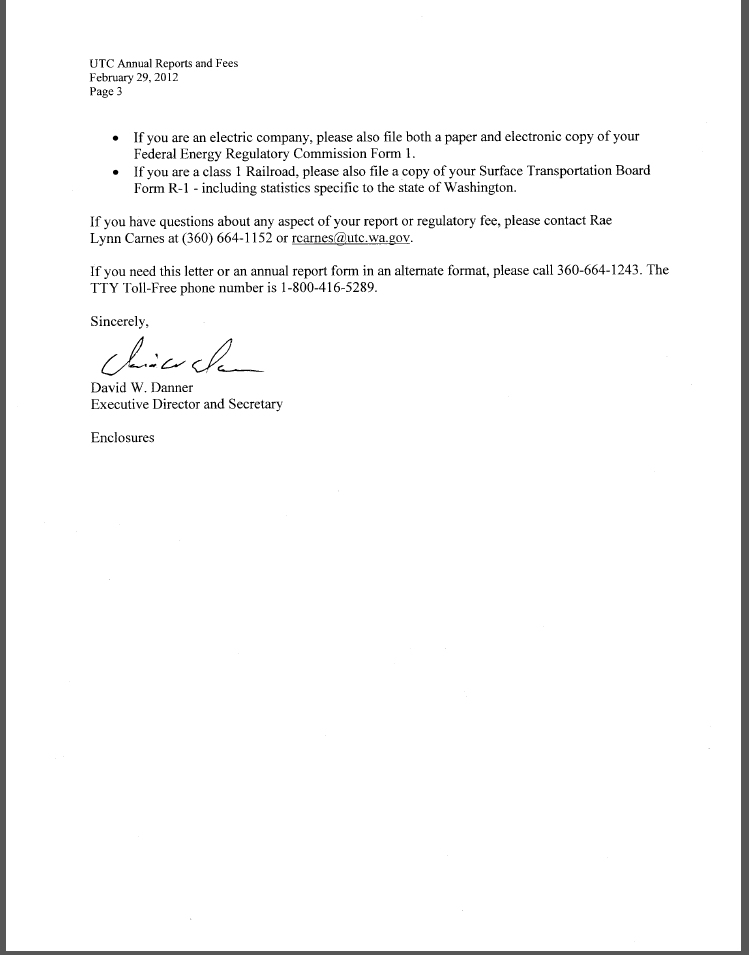 UTC Annual Reports and Fees
February 29, 2012
Page 3
• If you are an electric company, please also file both a paper and electronic copy of your
Federal Energy Regulatory Commission Form 1.
• If you are a class 1 Railroad, please also file a copy of your Surface Transportation Board
Form R-1 - including statistics specific to the state of Washington.
If you have questions about any aspect of your report or regulatory fee, please contact Rae
Lynn Carnes at (360) 664-1152 or rcarnes@utc.wa.gov.
If you need this letter or an annual report form in an alternate format, please call 360-664-1243. The
TTY Toll-Free phone number is 1-800-416-5289.
Sincerely,
David W. Danner
Executive Director and Secretary
Enclosures